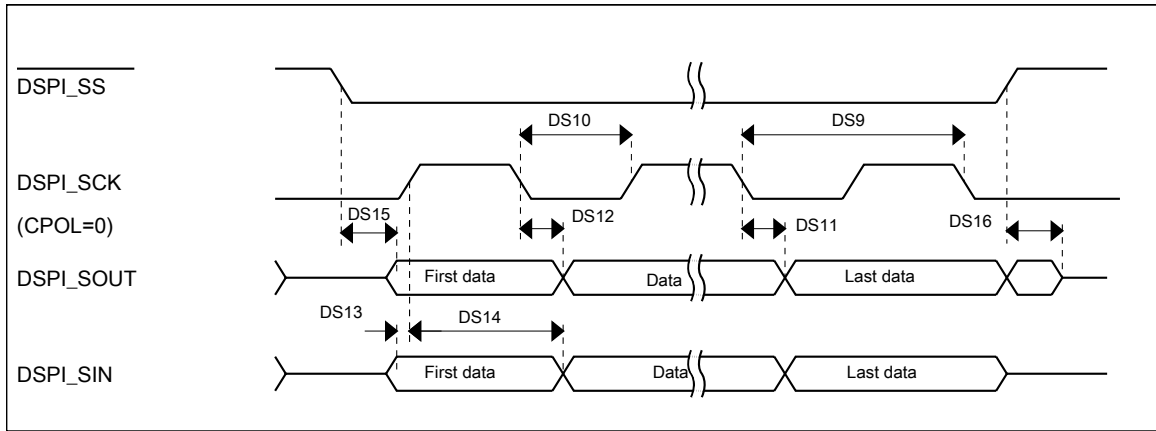 DSPI_SS
DS10
DS9
DSPI_SCK
(CPOL=0)
DS15
DS12
DS11
DS16
DSPI_SOUT
First data
Data
Last data
DS13
DS14
DSPI_SIN
First data
Data
Last data